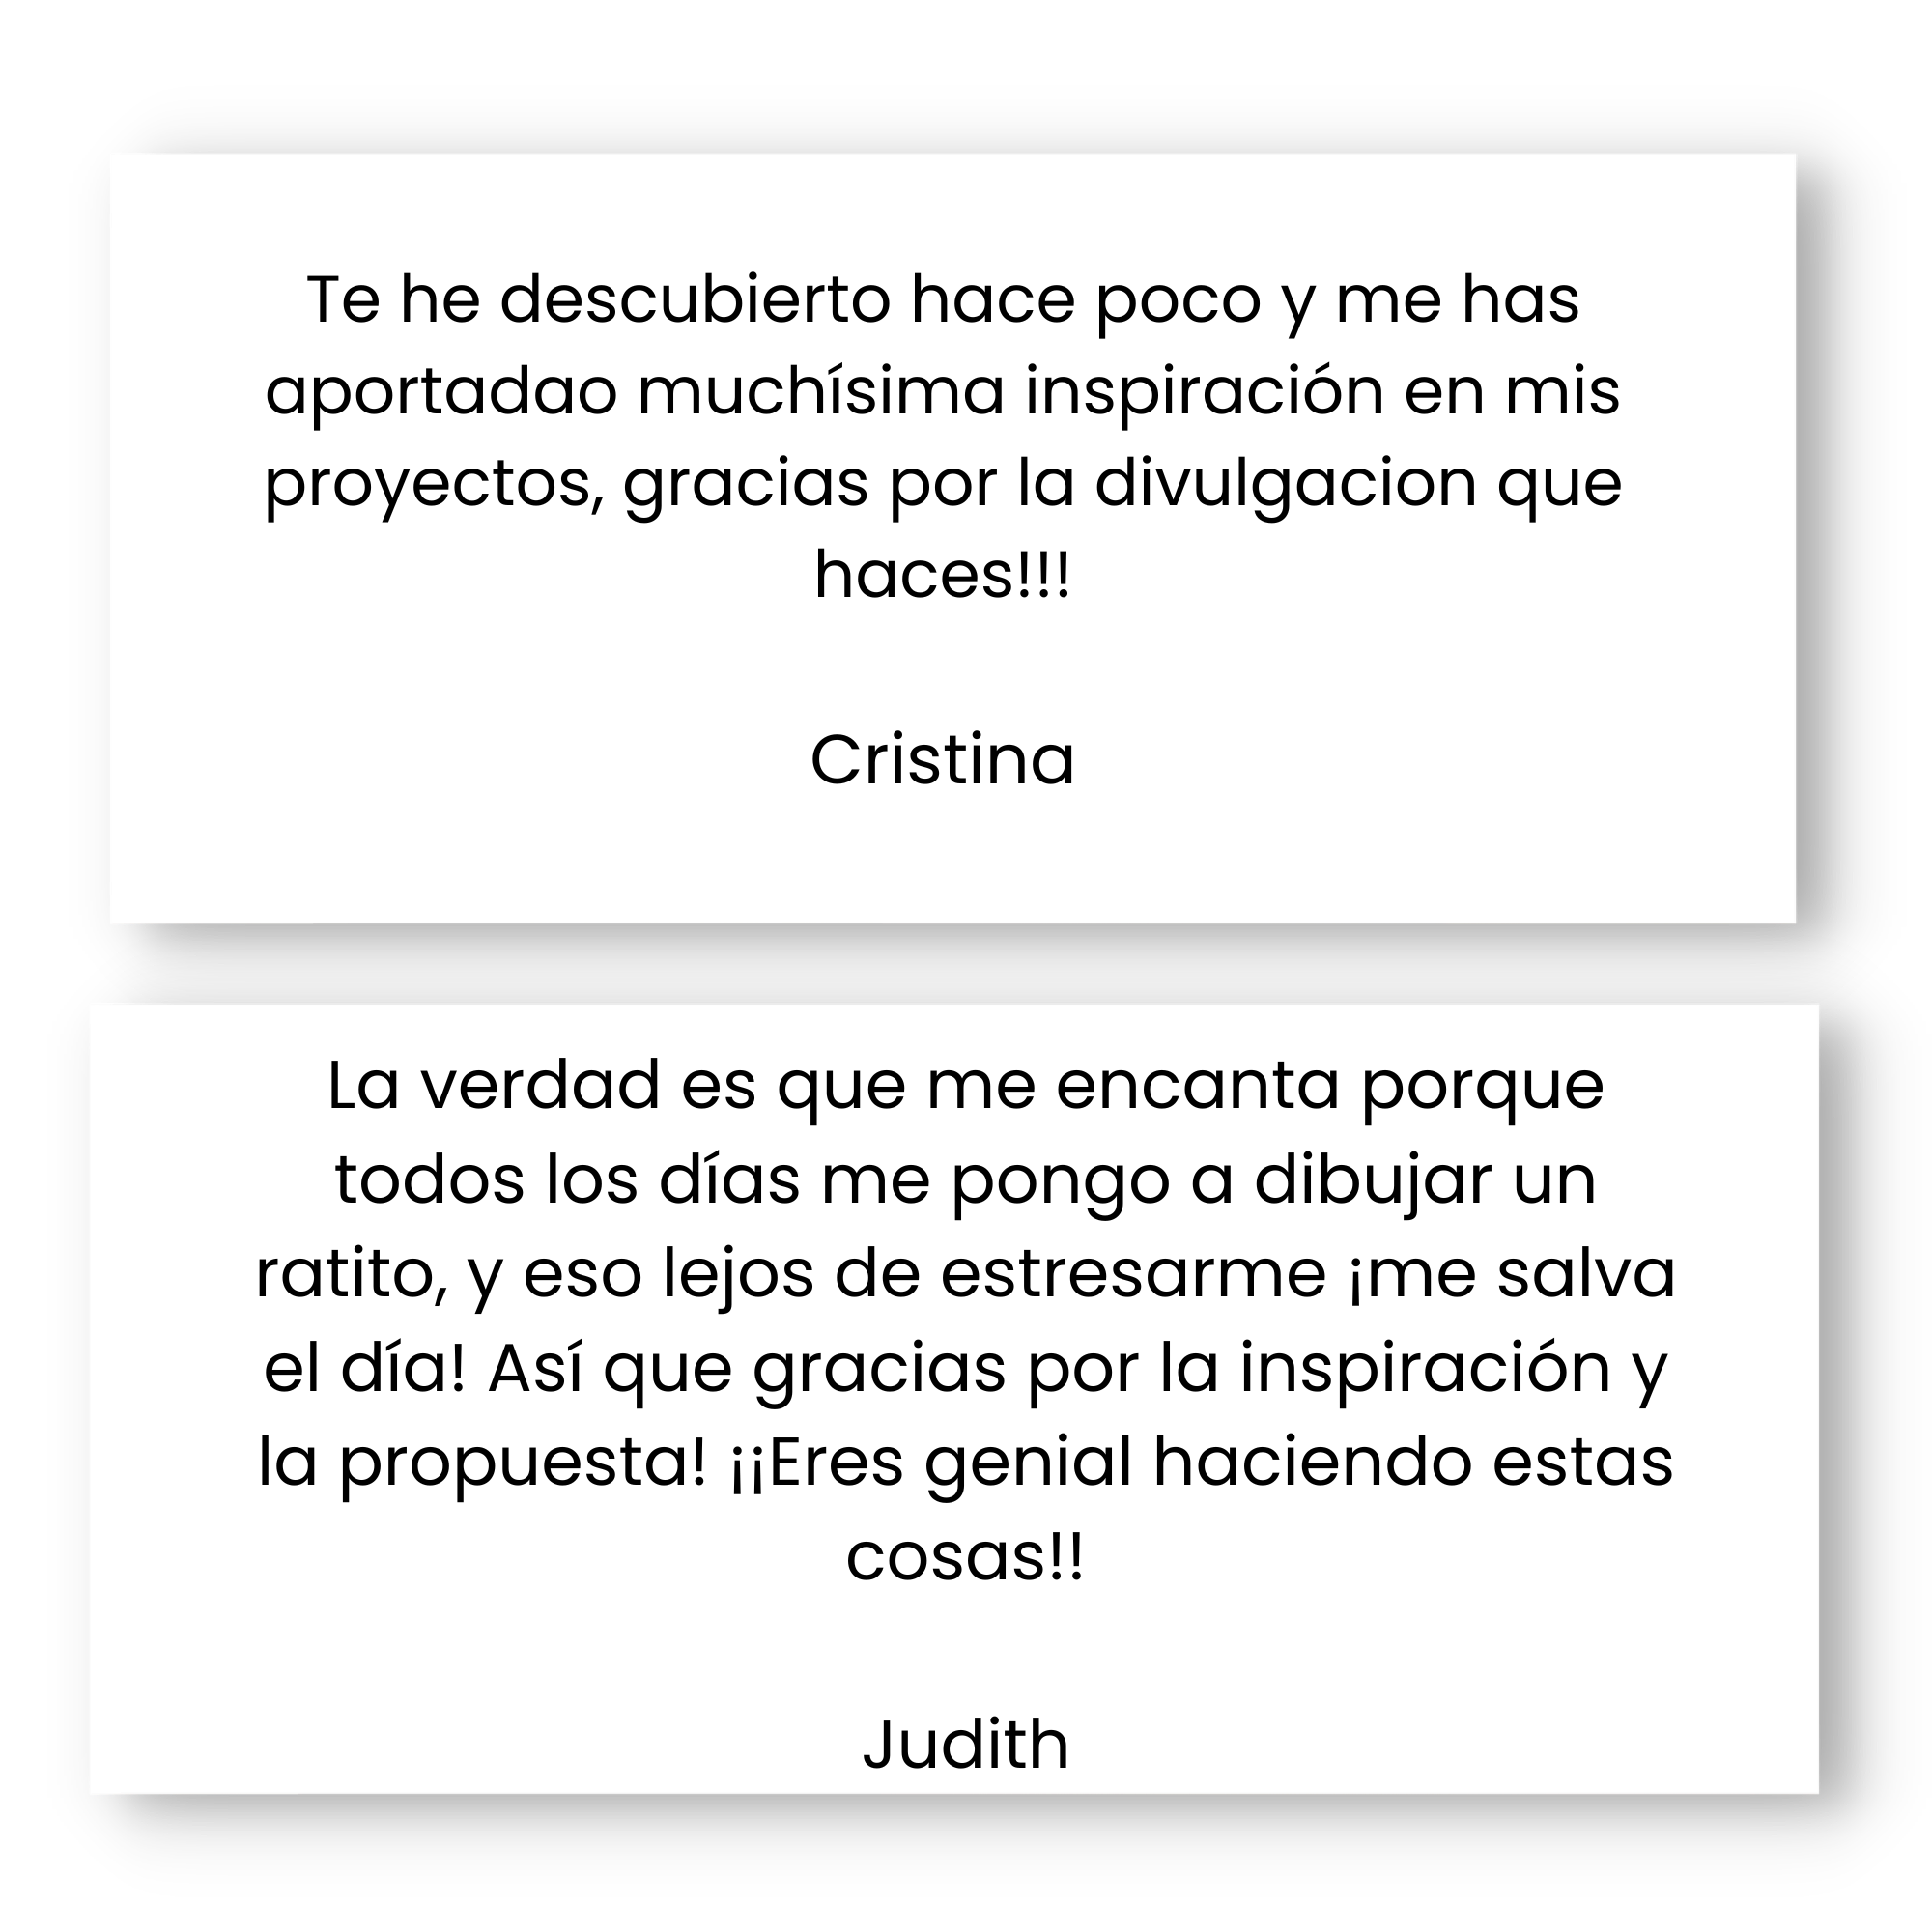 Te he descubierto hace poco y me has
aportadao muchísima inspiración en mis
proyectos, gracias por la divulgacion que
haces!!!
Cristina
La verdad es que me encanta porque
todos los días me pongo a dibujar un
ratito, y eso lejos de estresarme ¡me salva
el día! Así que gracias por la inspiración y
la propuesta! ¡¡Eres genial haciendo estas
cosas!!
Judith